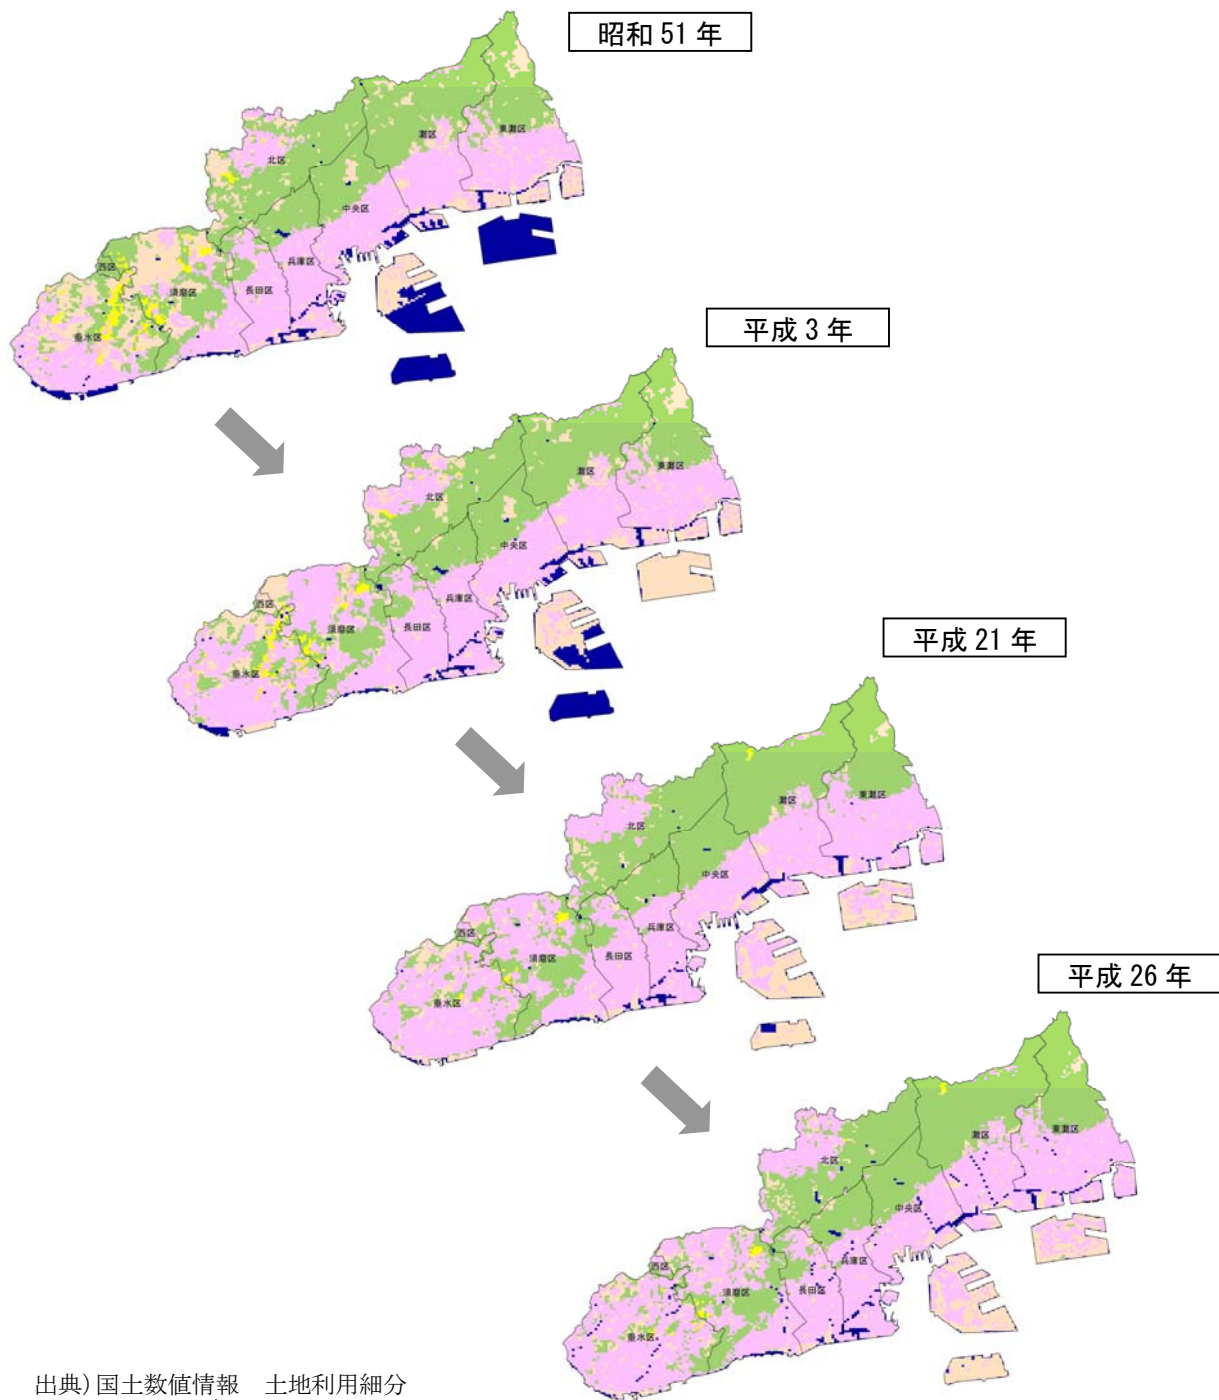 昭和 51 年
東灘区
灘区
北区
中央区
兵庫区
西区
須磨区
長田区
垂水区
平成 3 年
東灘区
灘区
北区
中央区
兵庫区
西区
須磨区
長田区
垂水区
平成 21 年
東灘区
灘区
北区
中央区
兵庫区
西区
須磨区
長田区
垂水区
平成 26 年
東灘区
灘区
北区
中央区
兵庫区
西区
須磨区
長田区
垂水区
出典）国土数値情報　土地利用細分